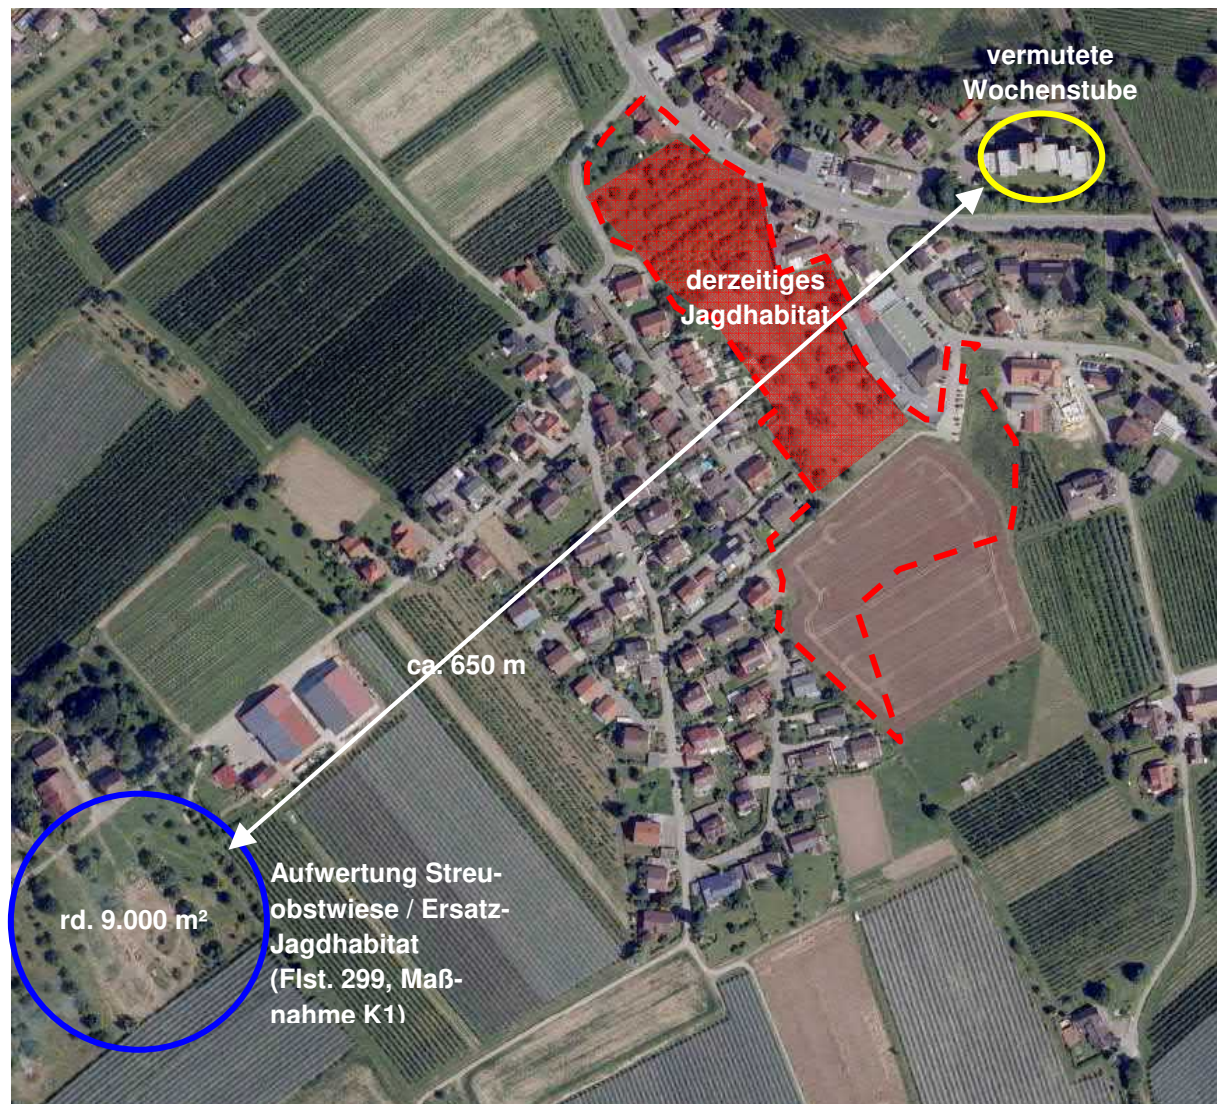 vermutete
Wochenstube
derzeitiges
Jagdhabitat
ca. 650 m
Aufwertung Streu-
obstwiese / Ersatz-
Jagdhabitat
(Flst. 299, Maß-
nahme K1)
rd. 9.000 m²